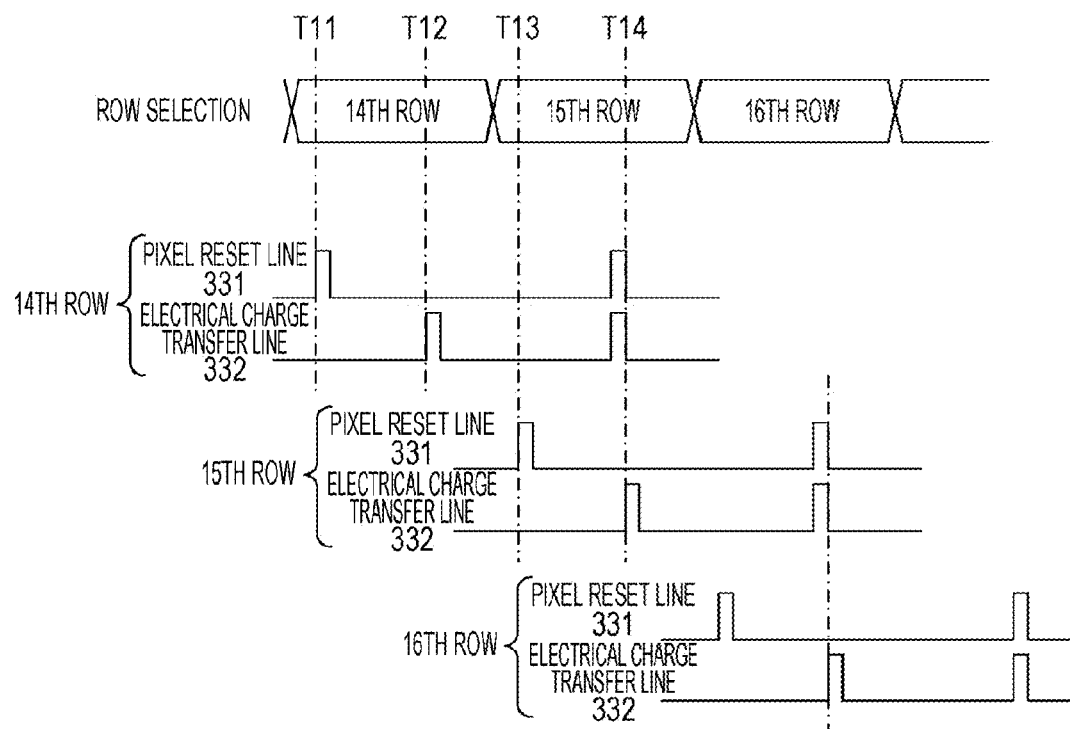 T11 T12 T13 T14
ROW SELECTION 14TH ROW 15TH ROW 16TH ROW
14TH ROW
PIXEL RESET LINE
331
ELECTRICAL CHARGE
TRANSFER LINE
332
15TH ROW
PIXEL RESET LINE
331
ELECTRICAL CHARGE
TRANSFER LINE
332
16TH ROW
PIXEL RESET LINE
331
ELECTRICAL CHARGE
TRANSFER LINE
332